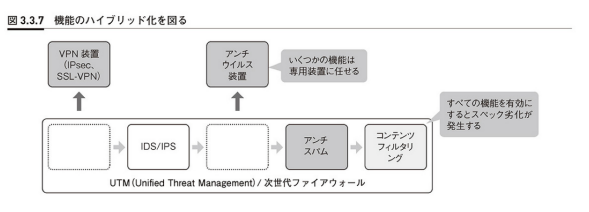 図 3.3.7 機能のハイブリッド化を図る
VPN 装置
（IPsec、
SSL-VPN）
アンチ
ウイルス
装置
いくつかの機能は
専用装置に任せる
すべての機能を有効に
するとスペック劣化が
発生する
IDS/IPS
アンチ
スパム
コンテンツ
フィルタリ
ング
UTM（Unified Threat Management）/ 次世代ファイアウォール